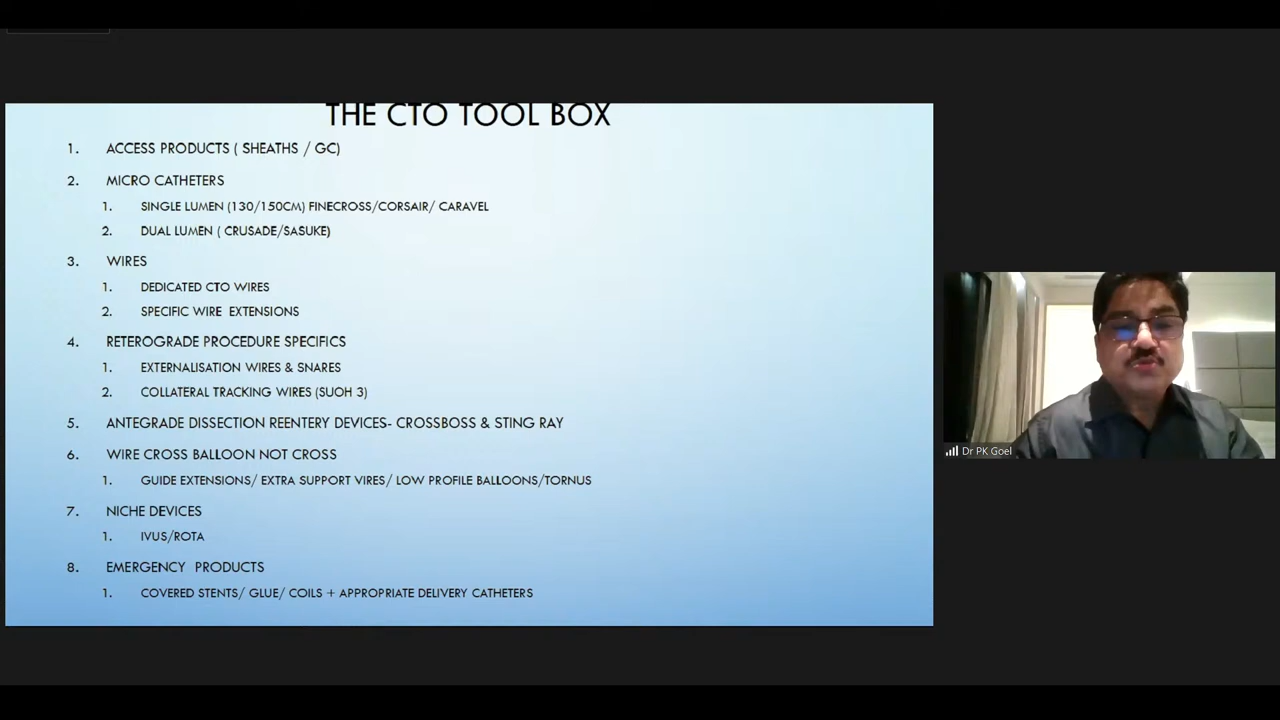 THE CTO TOOL BOX
1. ACCESS PRODUCTS ( SHEATHS / GC)
2. MICRO CATHETERS
1. SINGLE LUMEN (130/150CM) FINECROSS/CORSAIR/ CARAVEL
2. DUAL LUMEN ( CRUSADE/SASUKE)
3. WIRES
1. DEDICATED CTO WIRES
2. SPECIFIC WIRE EXTENSIONS
4. RETEROGRADE PROCEDURE SPECIFICS
1. EXTERNALISATION WIRES & SNARES
2. COLLATERAL TRACKING WIRES (SUOH 3)
5. ANTEGRADE DISSECTION REENTERY DEVICES- CROSSBOSS & STING RAY
6. WIRE CROSS BALLOON NOT CROSS
1. GUIDE EXTENSIONS/ EXTRA SUPPORT VIRES/ LOW PROFILE BALLOONS/TORNUS
7. NICHE DEVICES
1. IVUS/ROTA
8. EMERGENCY PRODUCTS
1. COVERED STENTS/ GLUE/ COILS + APPROPRIATE DELIVERY CATHETERS
Dr PK Goel